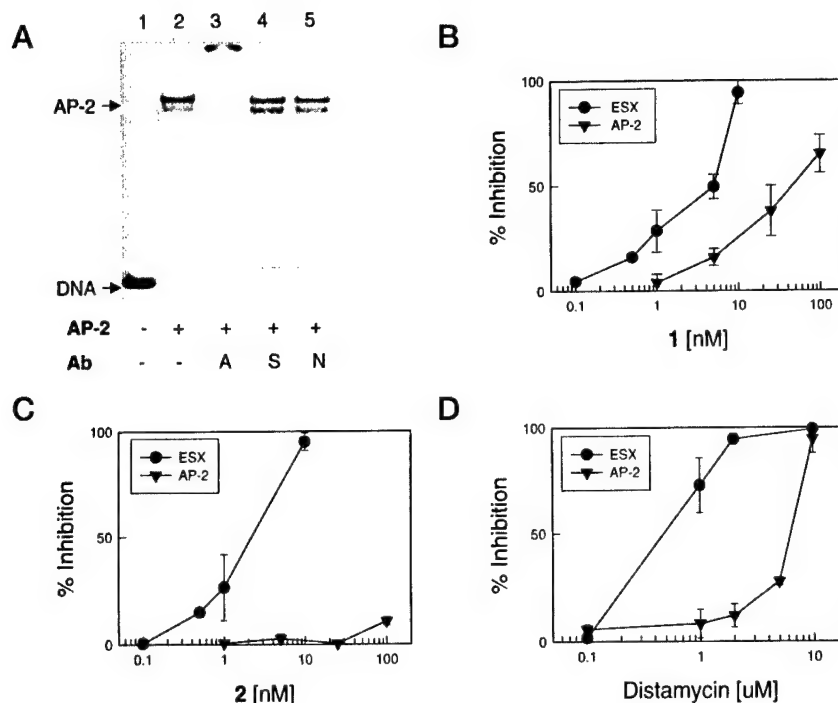 A
1 2 3 4 5
AP-2
DNA
AP-2 - + + + +
Ab - - A S N
B
% Inhibition
100
50
0
ESX
AP-2
0.1 1 10 100
1 [nM]
C
% Inhibition
100
50
0
ESX
AP-2
0.1 1 10 100
2 [nM]
D
% Inhibition
100
50
0
ESX
AP-2
0.1 1 10
Distamycin [uM]